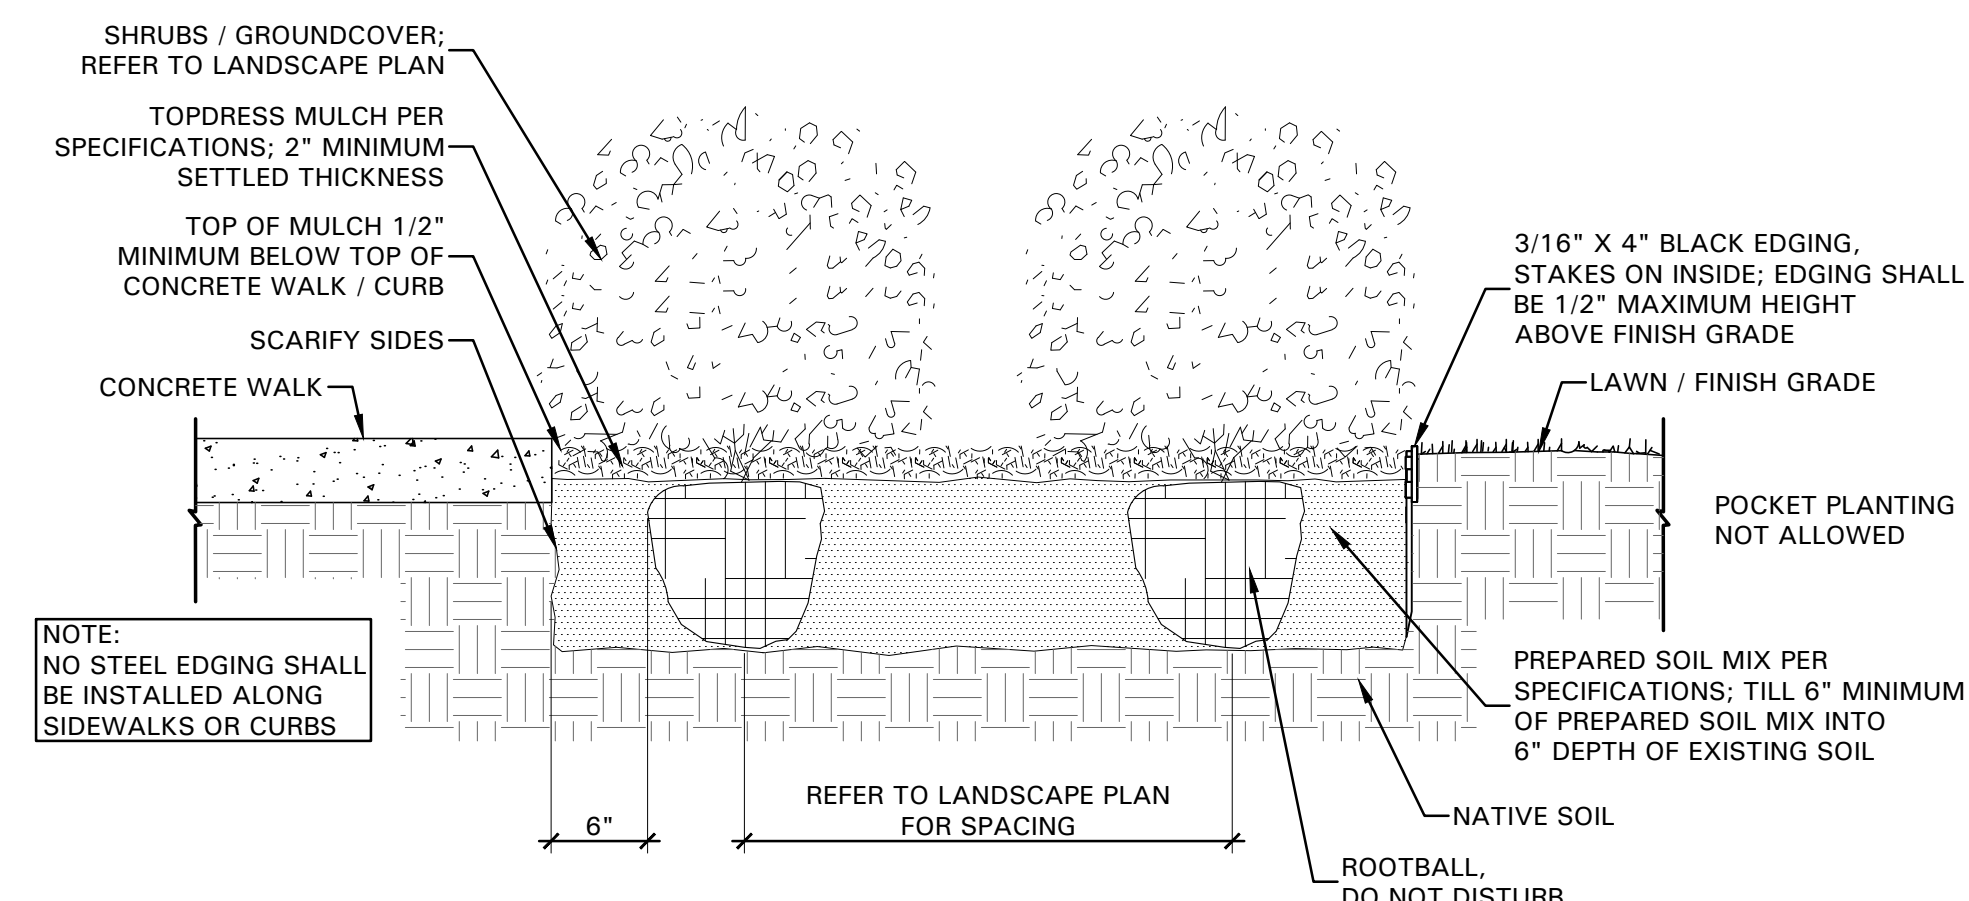 SHRUBS / GROUNDCOVER;
REFER TO LANDSCAPE PLAN
TOPDRESS MULCH PER
SPECIFICATIONS; 2" MINIMUM
SETTLED THICKNESS
TOP OF MULCH 1/2"
MINIMUM BELOW TOP OF
CONCRETE WALK / CURB
SCARIFY SIDES
CONCRETE WALK
NOTE:
NO STEEL EDGING SHALL
BE INSTALLED ALONG
SIDEWALKS OR CURBS
6"
REFER TO LANDSCAPE PLAN
FOR SPACING
3/16" X 4" BLACK EDGING,
STAKES ON INSIDE; EDGING SHALL
BE 1/2" MAXIMUM HEIGHT
ABOVE FINISH GRADE
LAWN / FINISH GRADE
POCKET PLANTING
NOT ALLOWED
PREPARED SOIL MIX PER
SPECIFICATIONS; TILL 6" MINIMUM
OF PREPARED SOIL MIX INTO
6" DEPTH OF EXISTING SOIL
NATIVE SOIL
ROOTBALL,
DO NOT DISTURB